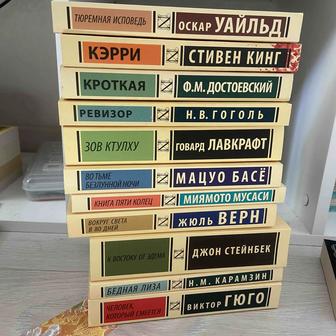 ТЮРЕМНАЯ ИСПОВЕДЬ ОСКАР УАЙЛЬД
КЭРРИ СТИВЕН КИНГ
КРОТКАЯ Ф.М. ДОСТОЕВСКИЙ
РЕВИЗОР Н.В. ГОГОЛЬ
ЗОВ КТУЛХУ ГОВАРД ЛАВКРАФТ
ВО ТЬМЕ
БЕЗЛУННОЙ НОЧИ МАЦУО БАСЁ
КНИГА ПЯТИ КОЛЕЦ МИЯМОТО МУСАСИ
ВОКРУГ СВЕТА
В 80 ДНЕЙ ЖЮЛЬ ВЕРН
К ВОСТОКУ ОТ ЭДЕМА ДЖОН СТЕЙНБЕК
БЕДНАЯ ЛИЗА Н.М. КАРАМЗИН
ЧЕЛОВЕК,
КОТОРЫЙ СМЕЕТСЯ ВИКТОР ГЮГО